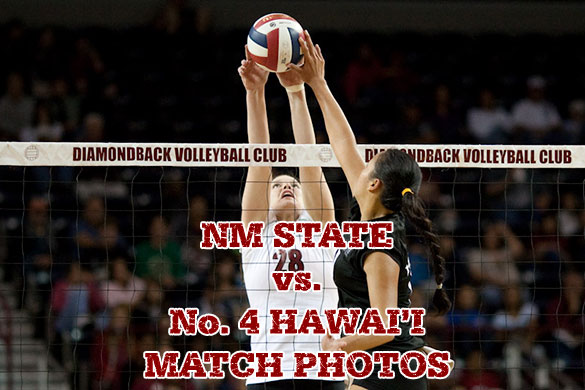 DIAMONDBACK VOLLEYBALL CLUB DIAMONDBACK VOLLEYBALL CLUB
28
NM STATE
vs.
No. 4 HAWAI'I
MATCH PHOTOS